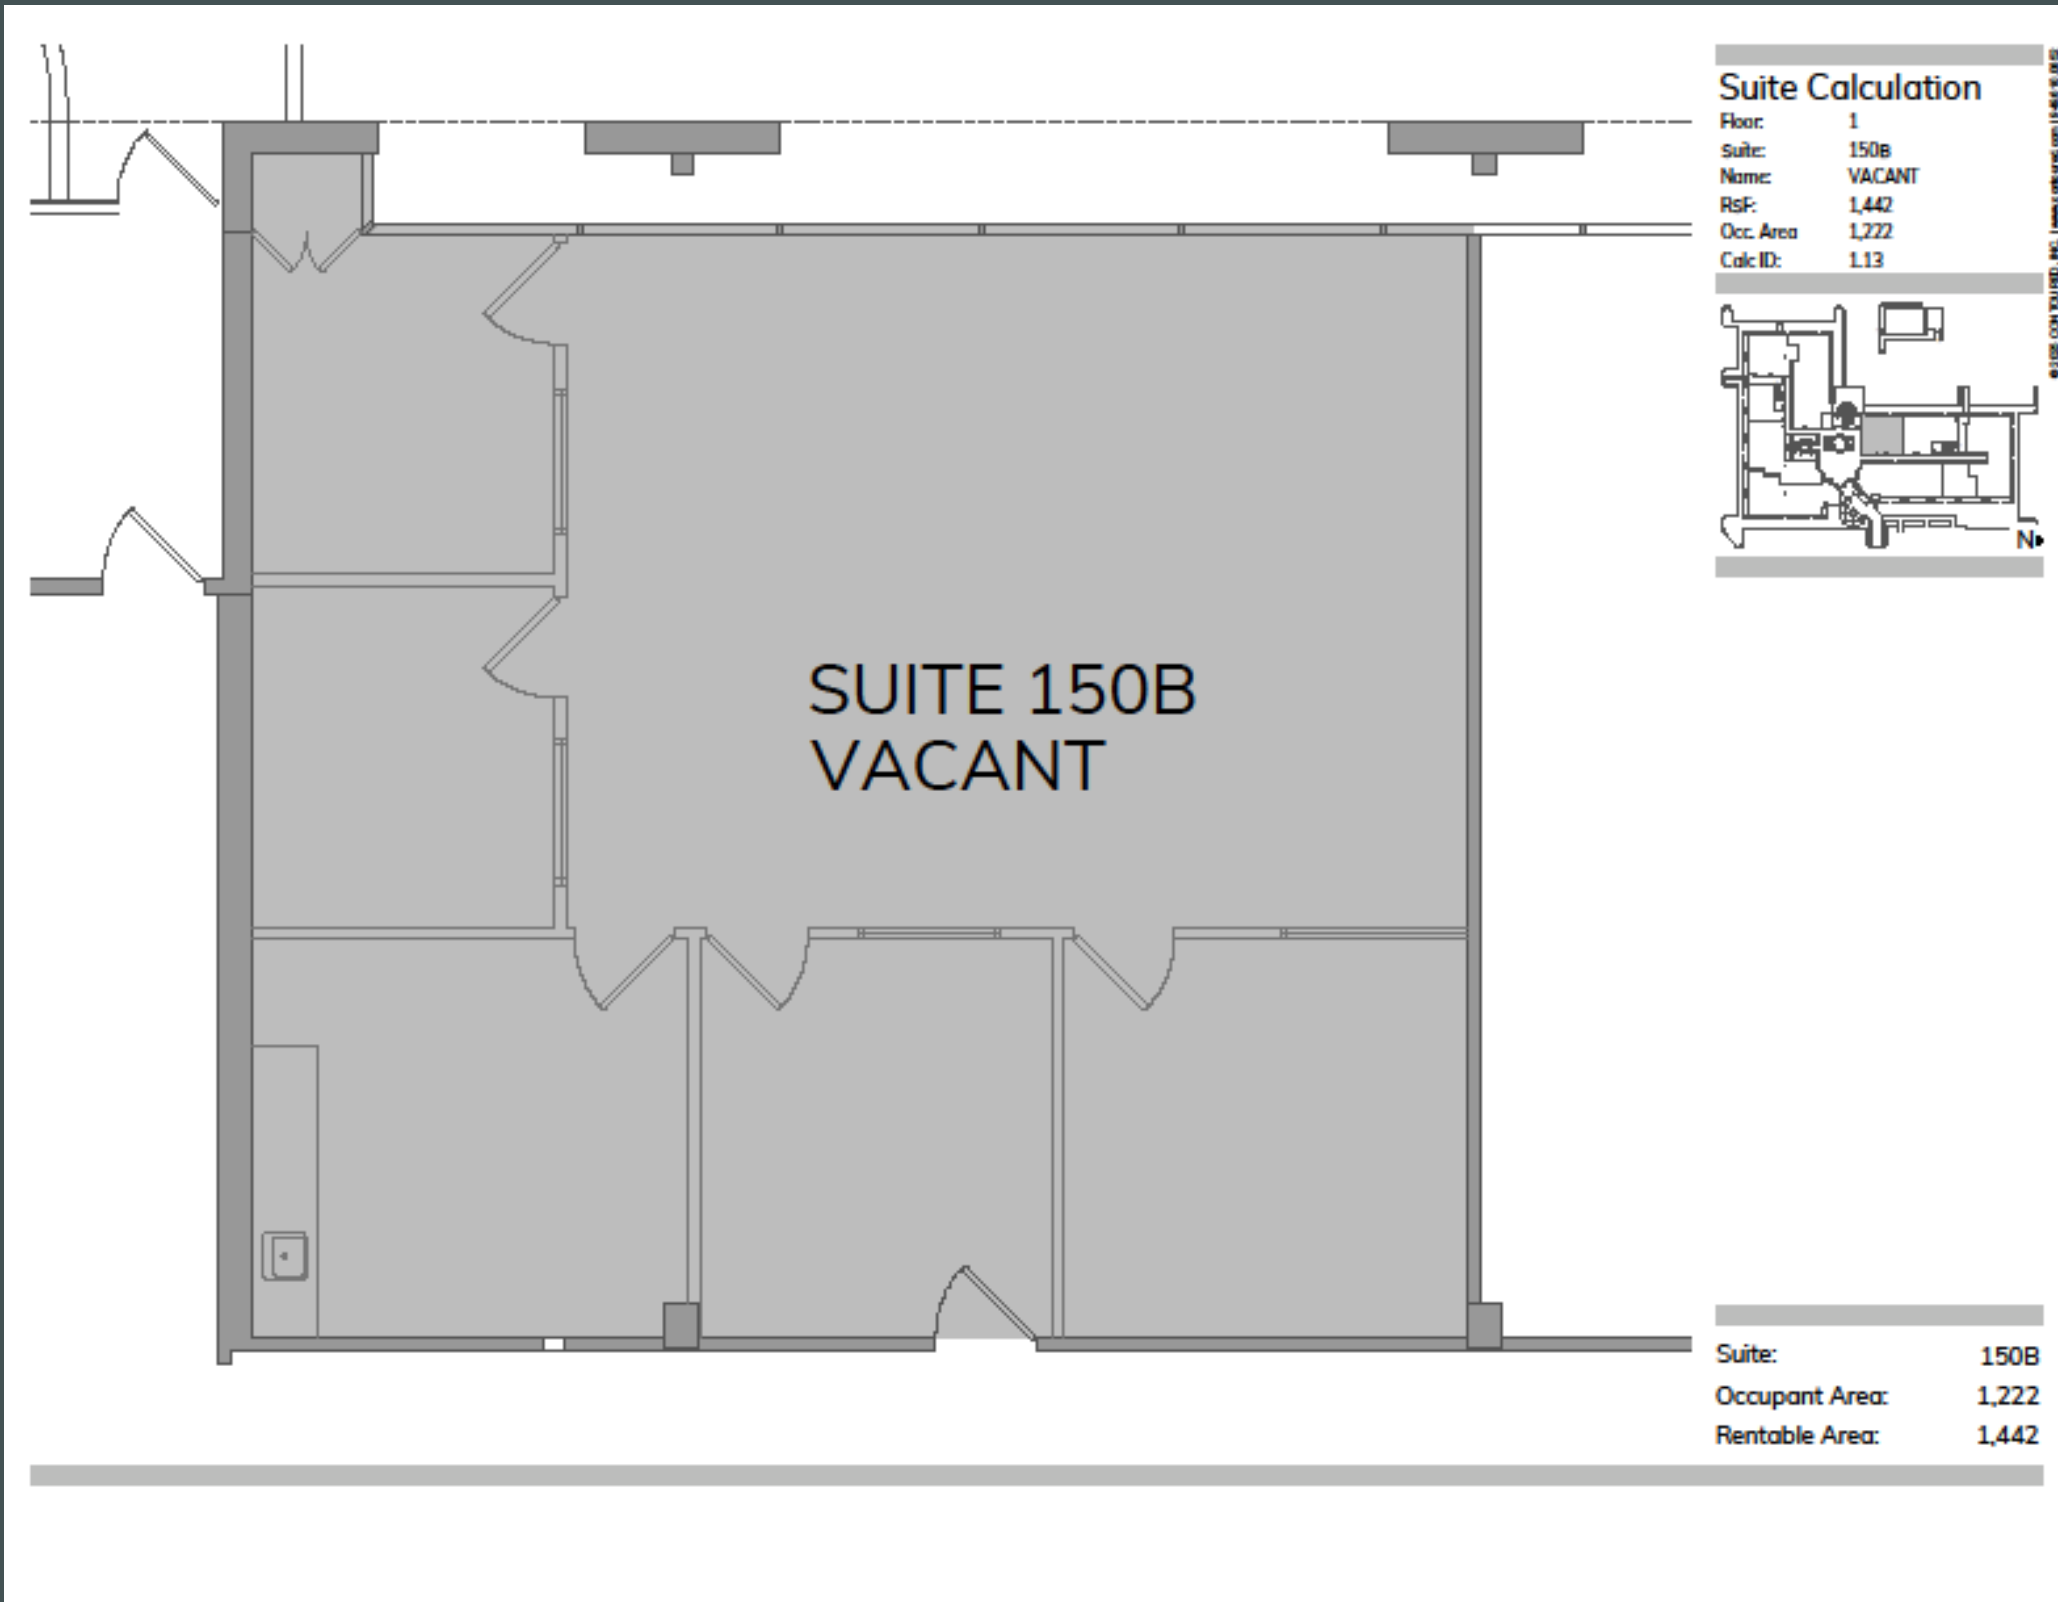 Suite Calculation
Floor: 1
Suite: 150B
Name: VACANT
RSF: 1,442
Occ. Area 1,222
Calc ID: 1.13
N
SUITE 150B
VACANT
Suite: 150B
Occupant Area: 1,222
Rentable Area: 1,442